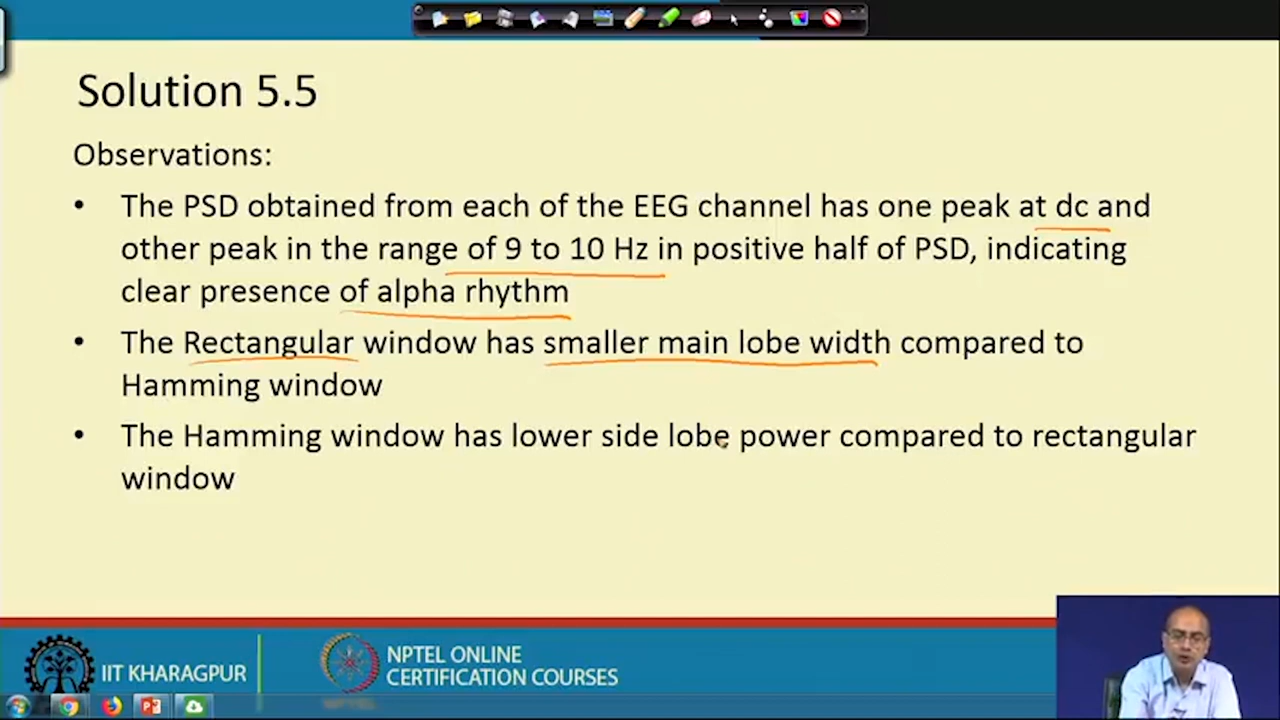 Solution 5.5
Observations:
• The PSD obtained from each of the EEG channel has one peak at dc and
other peak in the range of 9 to 10 Hz in positive half of PSD, indicating
clear presence of alpha rhythm
• The Rectangular window has smaller main lobe width compared to
Hamming window
• The Hamming window has lower side lobe power compared to rectangular
window
IIT KHARAGPUR
NPTEL ONLINE
CERTIFICATION COURSES